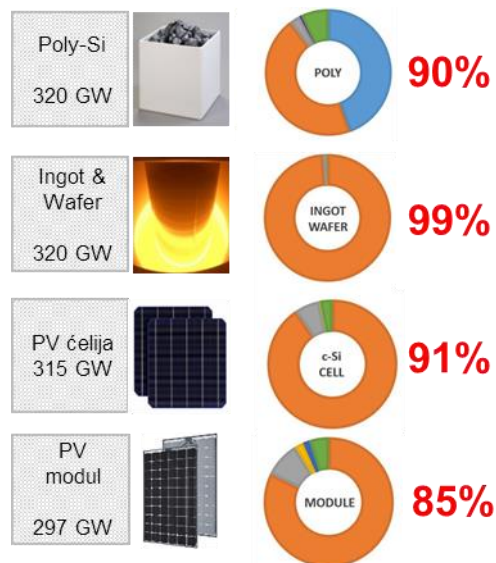 Poly-Si
320 GW
POLY
90%
Ingot &
Wafer
320 GW
INGOT
WAFER
99%
PV ćelija
315 GW
c-Si
CELL
91%
PV
modul
297 GW
MODULE
85%